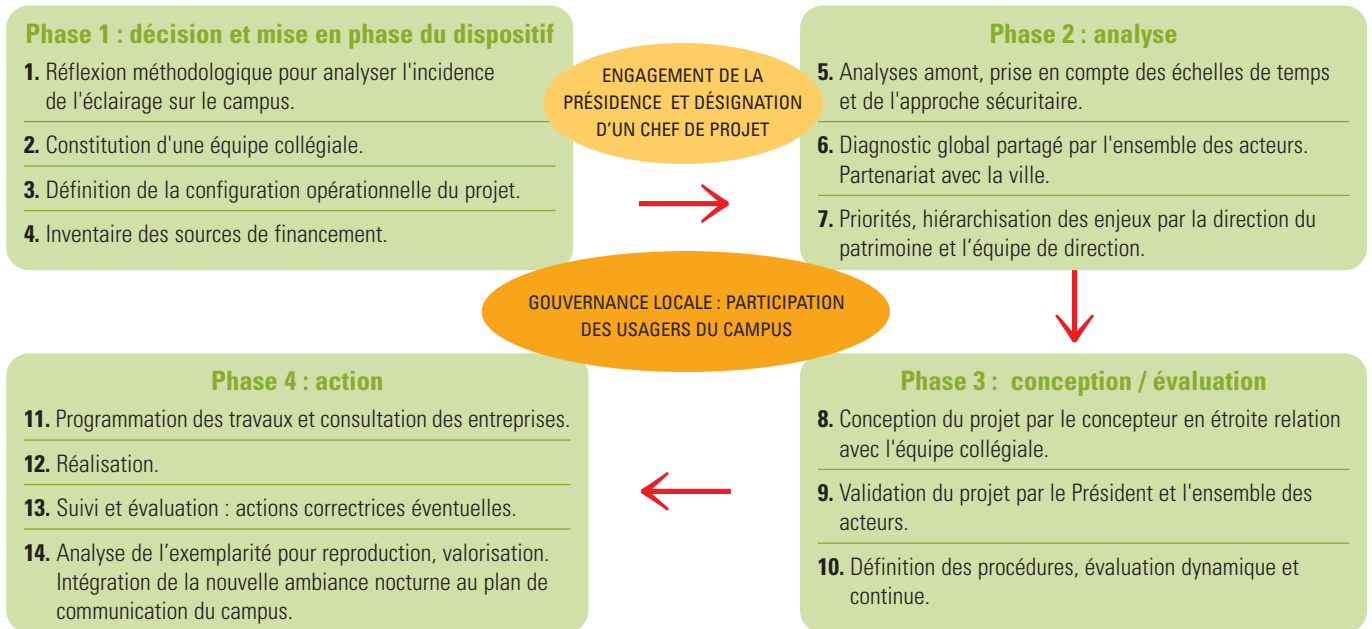 Phase 1 : décision et mise en phase du dispositif
1. Réflexion méthodologique pour analyser l'incidence
de l'éclairage sur le campus.
2. Constitution d'une équipe collégiale.
3. Définition de la configuration opérationnelle du projet.
4. Inventaire des sources de financement.
ENGAGEMENT DE LA
PRÉSIDENCE ET DÉSIGNATION
D’UN CHEF DE PROJET
Phase 2 : analyse
5. Analyses amont, prise en compte des échelles de temps
et de l'approche sécuritaire.
6. Diagnostic global partagé par l'ensemble des acteurs.
Partenariat avec la ville.
7. Priorités, hiérarchisation des enjeux par la direction du
patrimoine et l’équipe de direction.
GOUVERNANCE LOCALE : PARTICIPATION
DES USAGERS DU CAMPUS
Phase 3 : conception / évaluation
8. Conception du projet par le concepteur en étroite relation
avec l'équipe collégiale.
9. Validation du projet par le Président et l'ensemble des
acteurs.
10. Définition des procédures, évaluation dynamique et
continue.
Phase 4 : action
11. Programmation des travaux et consultation des entreprises.
12. Réalisation.
13. Suivi et évaluation : actions correctrices éventuelles.
14. Analyse de l’exemplarité pour reproduction, valorisation.
Intégration de la nouvelle ambiance nocturne au plan de
communication du campus.